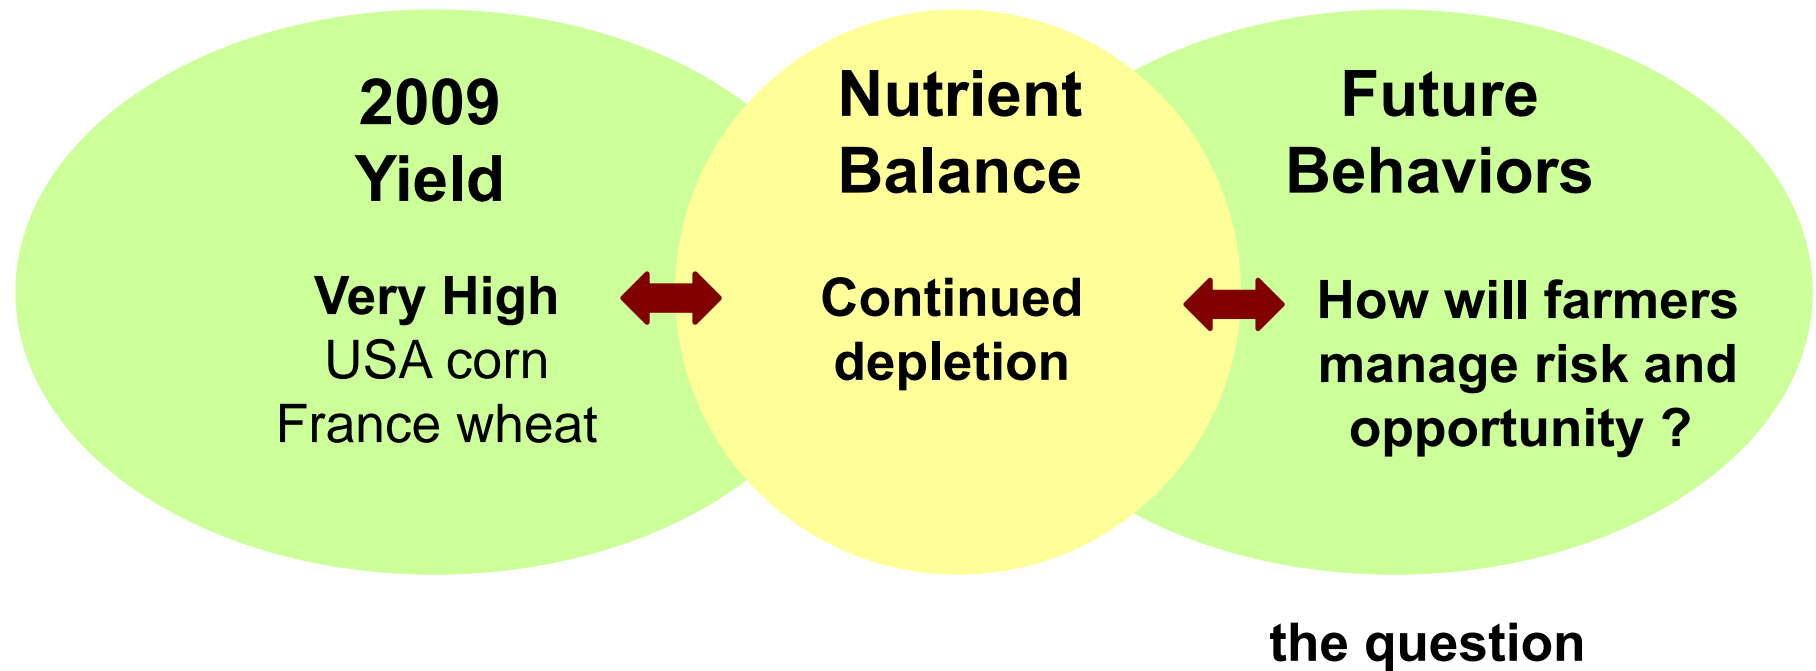 2009
Yield
Very High
USA corn
France wheat
Nutrient
Balance
Continued
depletion
Future
Behaviors
How will farmers
manage risk and
opportunity ?
the question